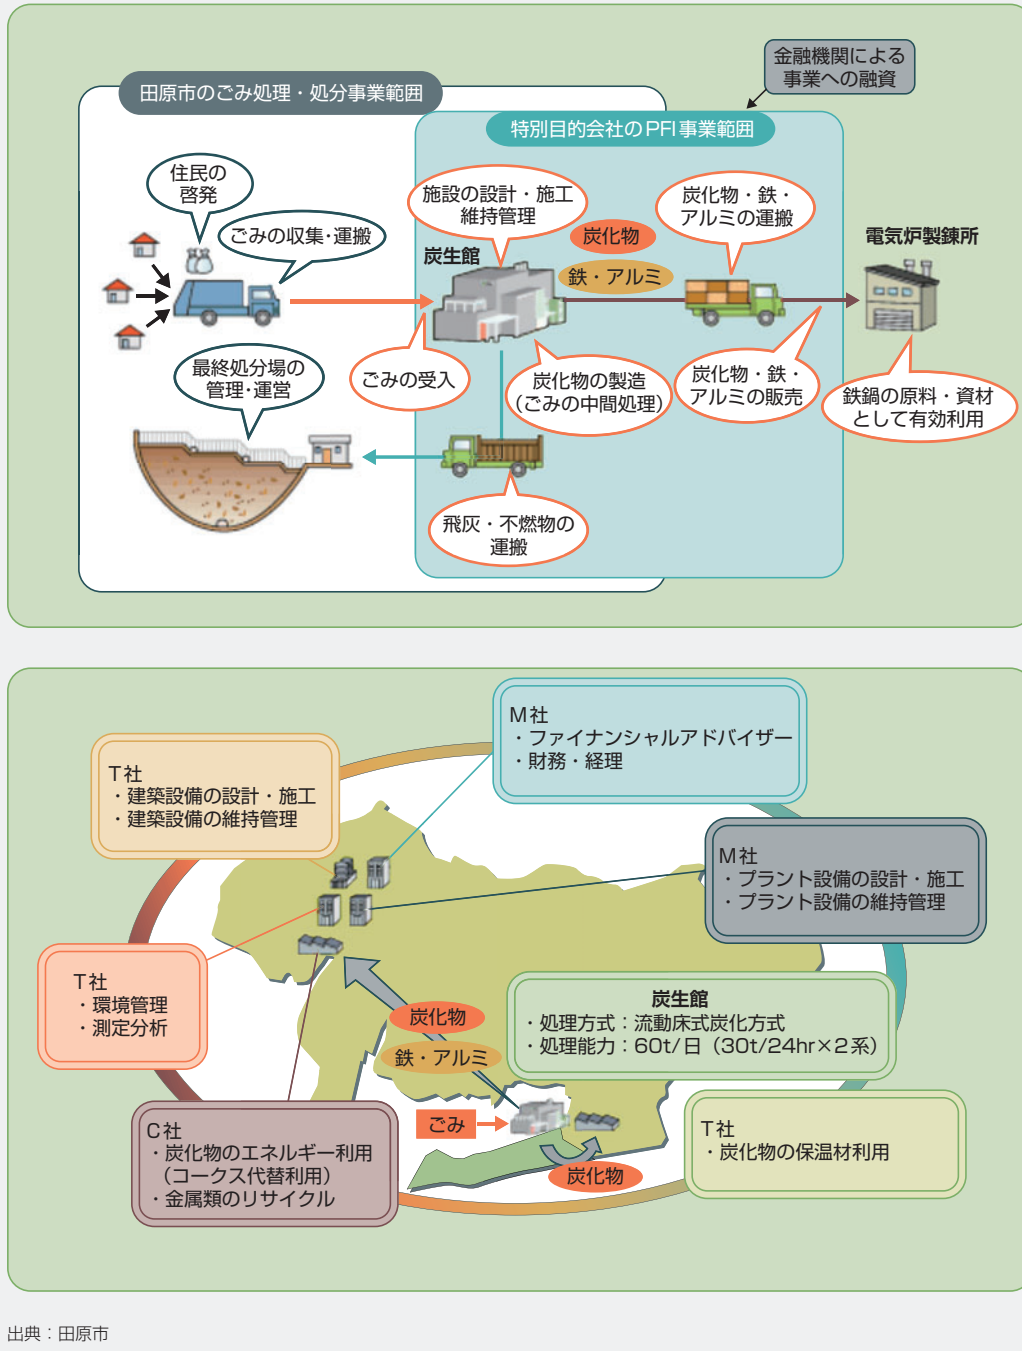 金融機関による
事業への融資
田原市のごみ処理・処分事業範囲
特別目的会社のPFI事業範囲
住民の
啓発
ごみの収集・運搬
施設の設計・施工
維持管理
炭化物
鉄・アルミ
炭化物・鉄・
アルミの運搬
炭生館
電気炉製錬所
最終処分場の
管理・運営
ごみの受入
炭化物の製造
(ごみの中間処理)
炭化物・鉄・
アルミの販売
鉄鍋の原料・資材
として有効利用
飛灰・不燃物の
運搬
M社
・ファイナンシャルアドバイザー
・財務・経理
T社
・建築設備の設計・施工
・建築設備の維持管理
M社
・プラント設備の設計・施工
・プラント設備の維持管理
T社
・環境管理
・測定分析
炭化物
鉄・アルミ
炭生館
・処理方式：流動床式炭化方式
・処理能力：60t/日（30t/24hr×2系）
ごみ
炭化物
C社
・炭化物のエネルギー利用
（コークス代替利用）
・金属類のリサイクル
T社
・炭化物の保温材利用
出典：田原市